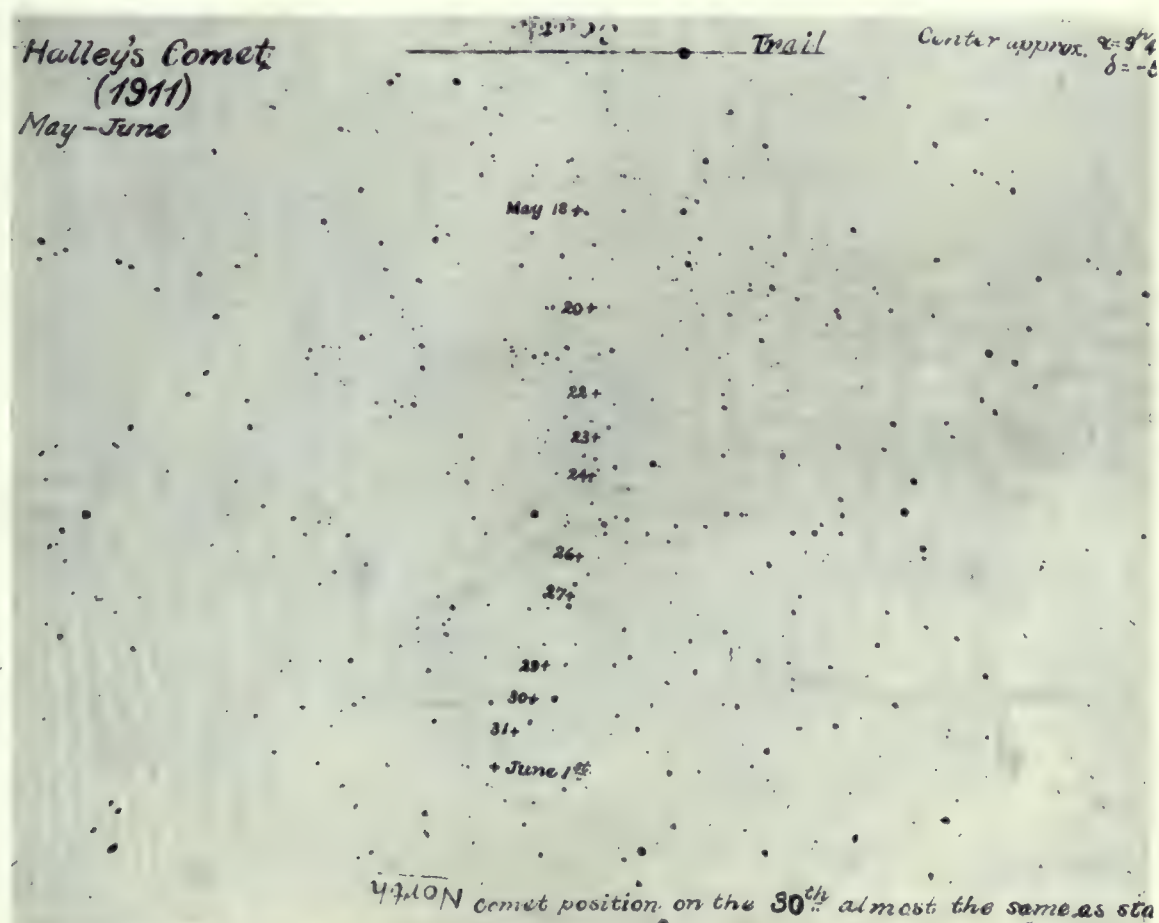 Halley's Comet
(1911)
May-June
Trail
Center approx. α=9ʰ4
δ=-
May 18+
20+
22+
23+
24+
26+
27+
29+
30+
31+
+ June 1st
North comet position on the 30th almost the same as sta